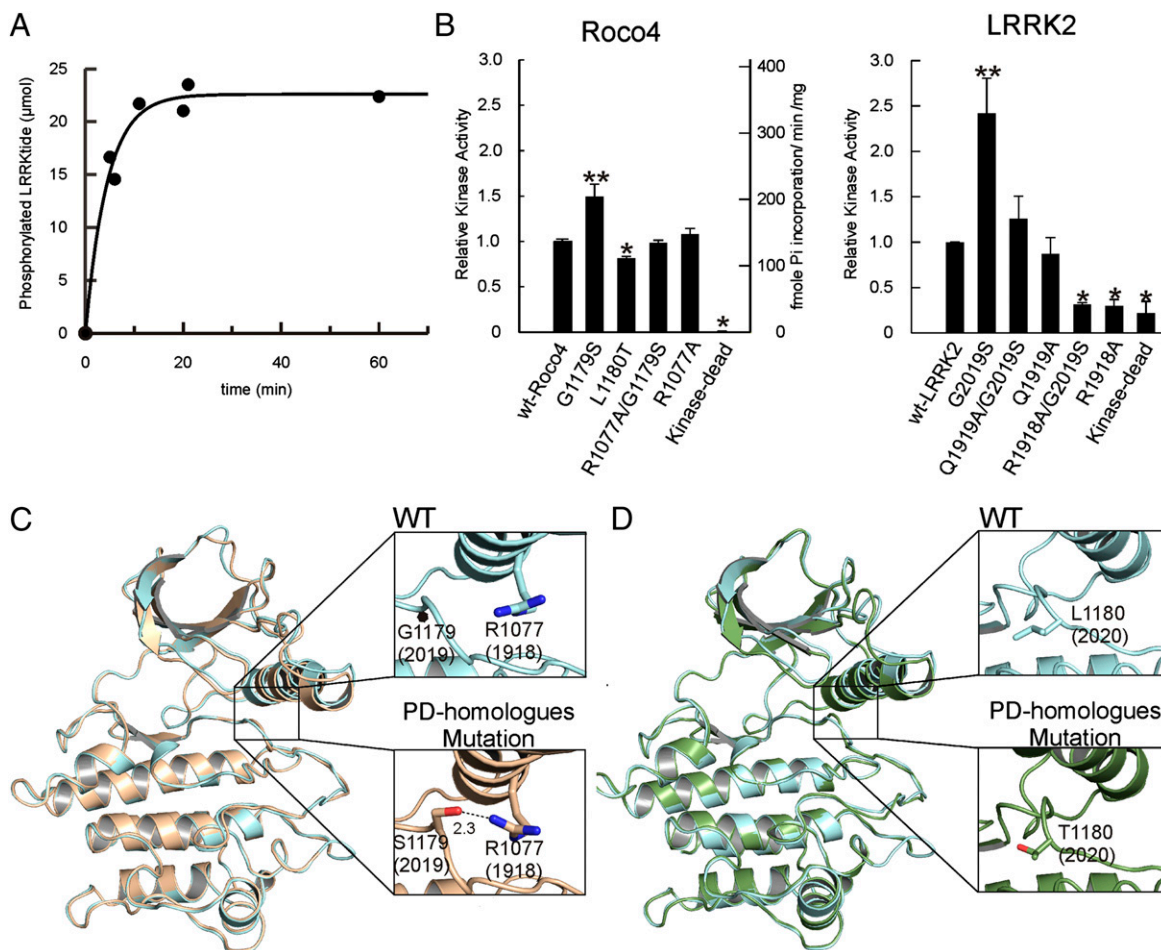 A
Phosphorylated LRRKtide (μmol)
25
20
15
10
5
0
0
20
40
60
time (min)
B
Roco4
Relative Kinase Activity
3.0
2.5
2.0
1.5
1.0
0.5
0.0
**
*
*
400
300
200
100
0
fmole Pi incorporation/ min /mg
wt-Roco4
G1179S
L1180T
R1077A/G1179S
R1077A
Kinase-dead
LRRK2
Relative Kinase Activity
3.0
2.5
2.0
1.5
1.0
0.5
0.0
**
*
*
*
wt-LRRK2
G2019S
Q1919A/G2019S
Q1919A
R1918A/G2019S
R1918A
Kinase-dead
C
WT
G1179
(2019)
R1077
(1918)
PD-homologues
Mutation
2.3
S1179
(2019)
R1077
(1918)
D
WT
L1180
(2020)
PD-homologues
Mutation
T1180
(2020)